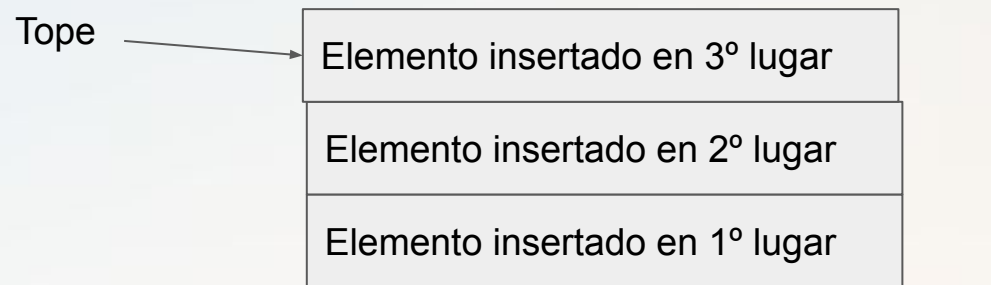 Tope
Elemento insertado en 3º lugar
Elemento insertado en 2º lugar
Elemento insertado en 1º lugar